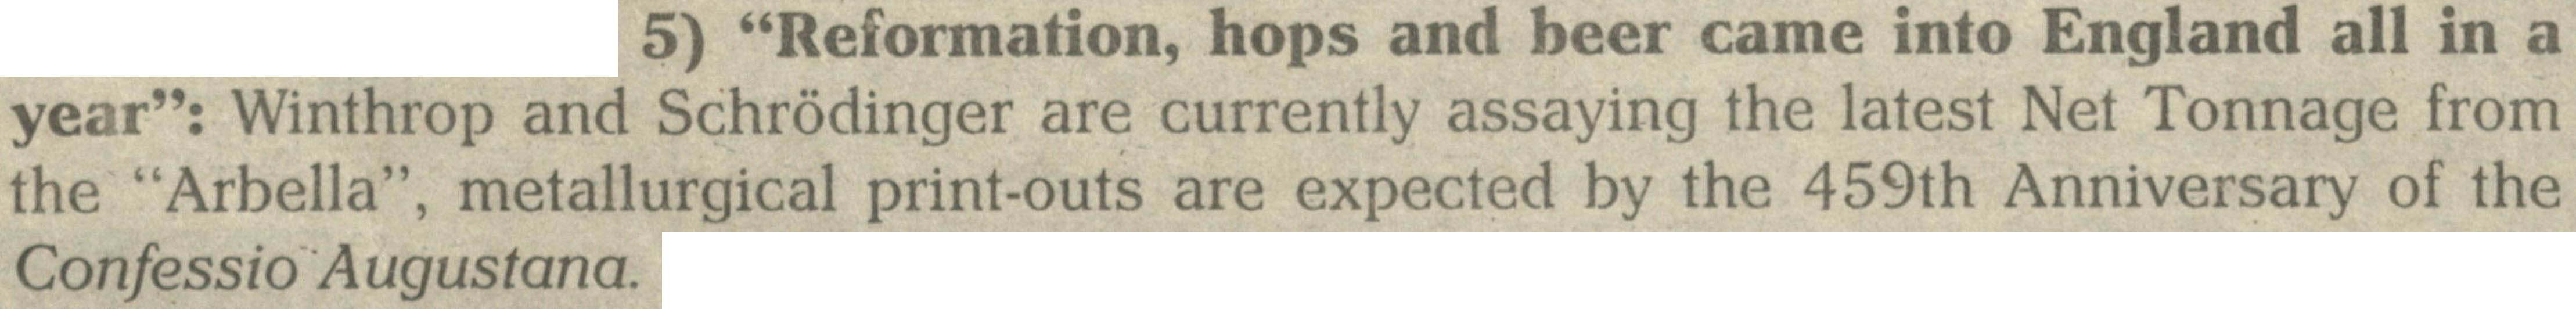 5) “Reformation, hops and beer came into England all in a
year”: Winthrop and Schrödinger are currently assaying the latest Net Tonnage from
the “Arbella”, metallurgical print-outs are expected by the 459th Anniversary of the
Confessio Augustana.